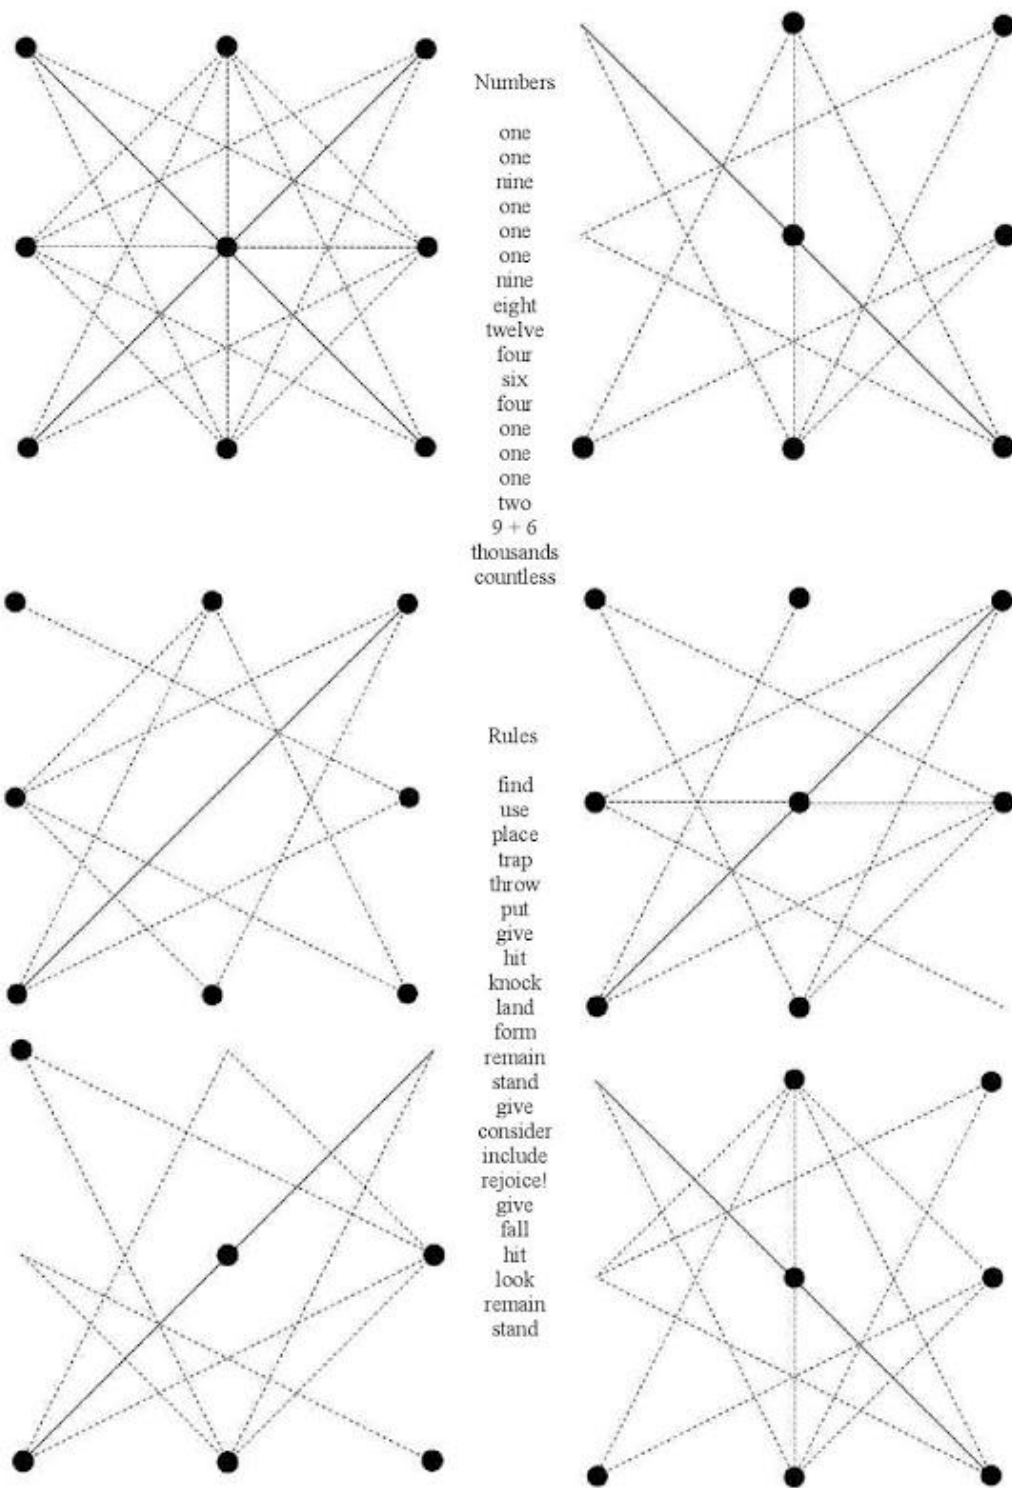 Numbers
one
one
nine
one
one
one
nine
eight
twelve
four
six
four
one
one
one
two
9 + 6
thousands
countless
Rules
find
use
place
trap
throw
put
give
hit
knock
land
form
remain
stand
give
consider
include
rejoice!
give
fall
hit
look
remain
stand